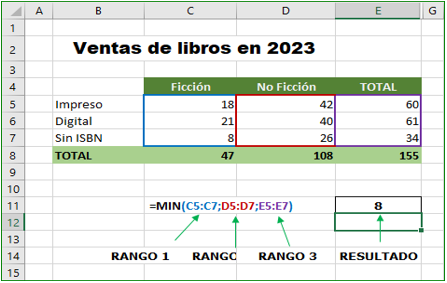 A B C D E G
1
2 Ventas de libros en 2023
3
4 Ficción No Ficción TOTAL
5 Impreso 18 42 60
6 Digital 21 40 61
7 Sin ISBN 8 26 34
8 TOTAL 47 108 155
9
10
11 =MIN(C5:C7;D5:D7;E5:E7) 8
12
13
14 RANGO 1 RANGO RANGO 3 RESULTADO
15